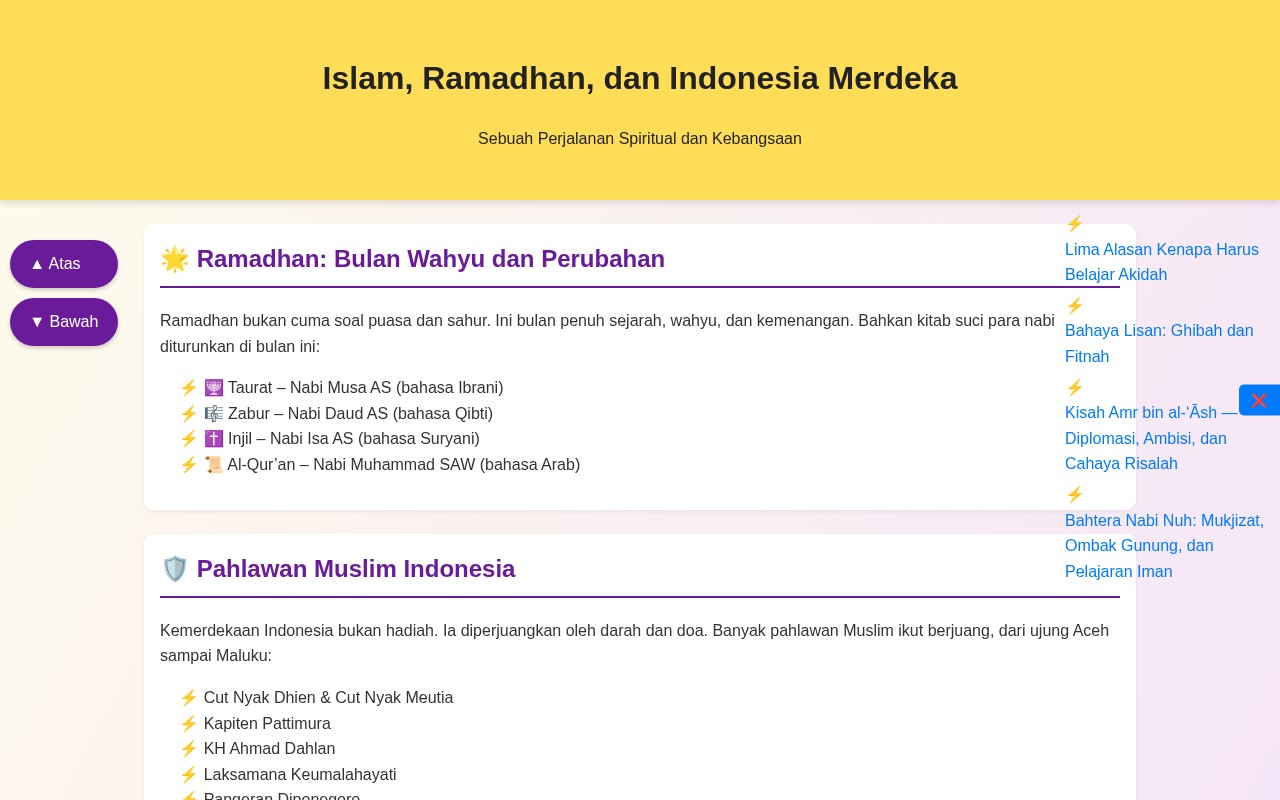 Islam, Ramadhan, dan Indonesia Merdeka
Sebuah Perjalanan Spiritual dan Kebangsaan
▲ Atas
▼ Bawah
🌟 Ramadhan: Bulan Wahyu dan Perubahan
Ramadhan bukan cuma soal puasa dan sahur. Ini bulan penuh sejarah, wahyu, dan kemenangan. Bahkan kitab suci para nabi
diturunkan di bulan ini:
⚡ 🕎 Taurat – Nabi Musa AS (bahasa Ibrani)
⚡ 🎼 Zabur – Nabi Daud AS (bahasa Qibti)
⚡ ✝️ Injil – Nabi Isa AS (bahasa Suryani)
⚡ 📜 Al-Qur’an – Nabi Muhammad SAW (bahasa Arab)
🛡️ Pahlawan Muslim Indonesia
Kemerdekaan Indonesia bukan hadiah. Ia diperjuangkan oleh darah dan doa. Banyak pahlawan Muslim ikut berjuang, dari ujung Aceh
sampai Maluku:
⚡ Cut Nyak Dhien & Cut Nyak Meutia
⚡ Kapiten Pattimura
⚡ KH Ahmad Dahlan
⚡ Laksamana Keumalahayati
⚡ Pangeran Diponegoro
⚡
Lima Alasan Kenapa Harus
Belajar Akidah
⚡
Bahaya Lisan: Ghibah dan
Fitnah
⚡
Kisah Amr bin al-‘Āsh —
Diplomasi, Ambisi, dan
Cahaya Risalah
⚡
Bahtera Nabi Nuh: Mukjizat,
Ombak Gunung, dan
Pelajaran Iman
❌